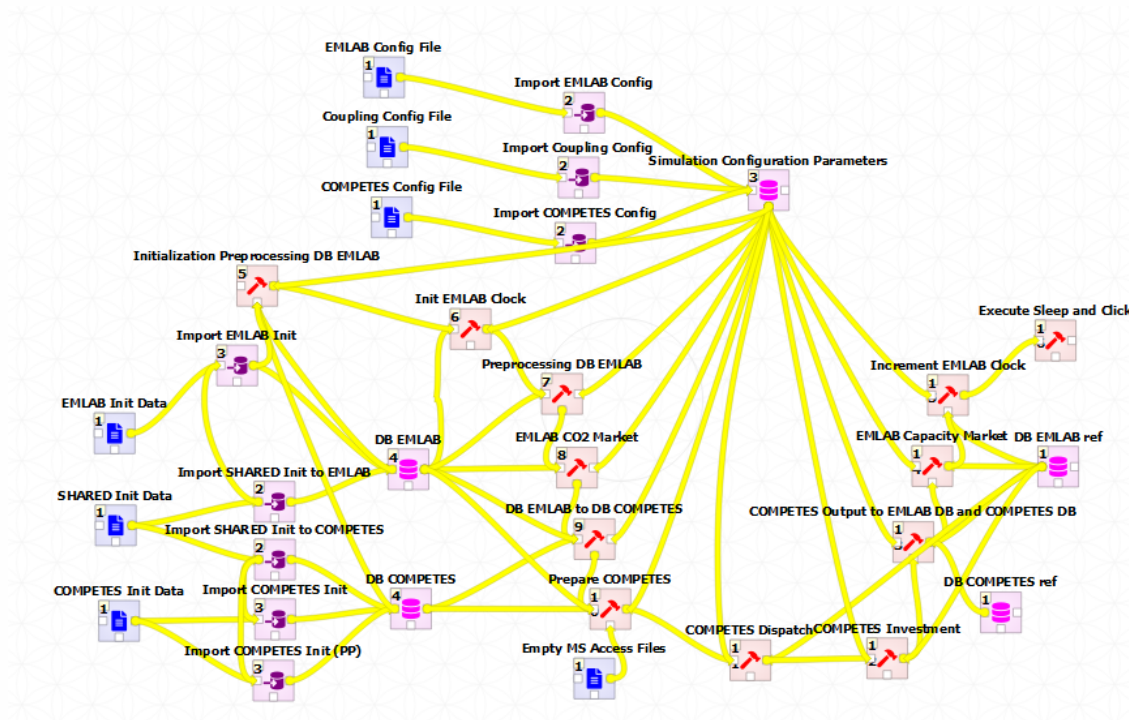 EMLAB Config File
1
Import EMLAB Config
2
Coupling Config File
1
Import Coupling Config
2
Simulation Configuration Parameters
3
COMPETES Config File
1
Import COMPETES Config
2
Initialization Preprocessing DB EMLAB
5
Init EMLAB Clock
6
Execute Sleep and Click
1
Import EMLAB Init
3
Preprocessing DB EMLAB
7
Increment EMLAB Clock
1
EMLAB Init Data
1
DB EMLAB
4
EMLAB CO2 Market
8
EMLAB Capacity Market
1
DB EMLAB ref
1
Import SHARED Init to EMLAB
2
SHARED Init Data
1
DB EMLAB to DB COMPETES
9
COMPETES Output to EMLAB DB and COMPETES DB
1
Import SHARED Init to COMPETES
2
DB COMPETES
4
Prepare COMPETES
1
DB COMPETES ref
1
COMPETES Init Data
1
Import COMPETES Init
3
COMPETES Dispatch
1
COMPETES Investment
1
Import COMPETES Init (PP)
3
Empty MS Access Files
1